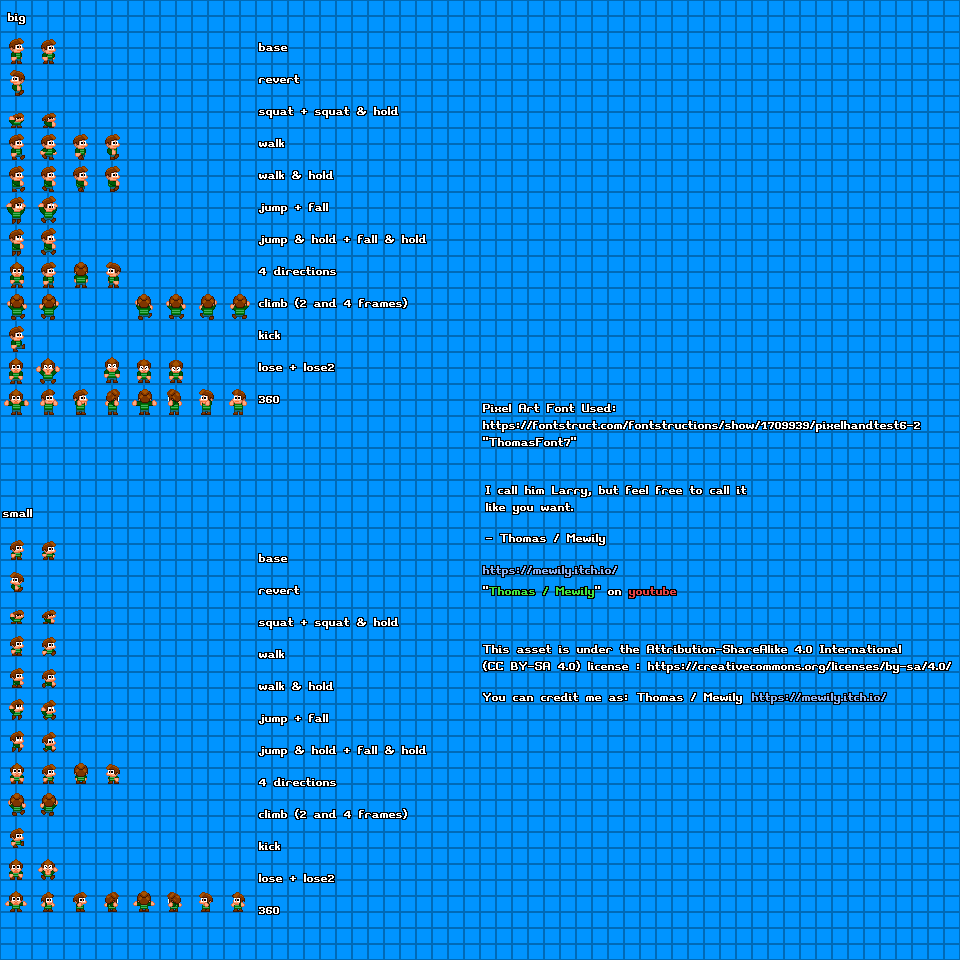 big
base
revert
squat + squat & hold
walk
walk & hold
jump + fall
jump & hold + fall & hold
4 directions
climb (2 and 4 frames)
kick
lose + lose2
360
Pixel Art Font Used:
https://fontstruct.com/fontstructions/show/1709939/pixelhandtest6-2
"ThomasFont7"
I call him Larry, but feel free to call it
like you want.
- Thomas / Mewily
https://mewily.itch.io/
"Thomas / Mewily" on youtube
This asset is under the Attribution-ShareAlike 4.0 International
(CC BY-SA 4.0) license : https://creativecommons.org/licenses/by-sa/4.0/
You can credit me as: Thomas / Mewily https://mewily.itch.io/
small
base
revert
squat + squat & hold
walk
walk & hold
jump + fall
jump & hold + fall & hold
4 directions
climb (2 and 4 frames)
kick
lose + lose2
360